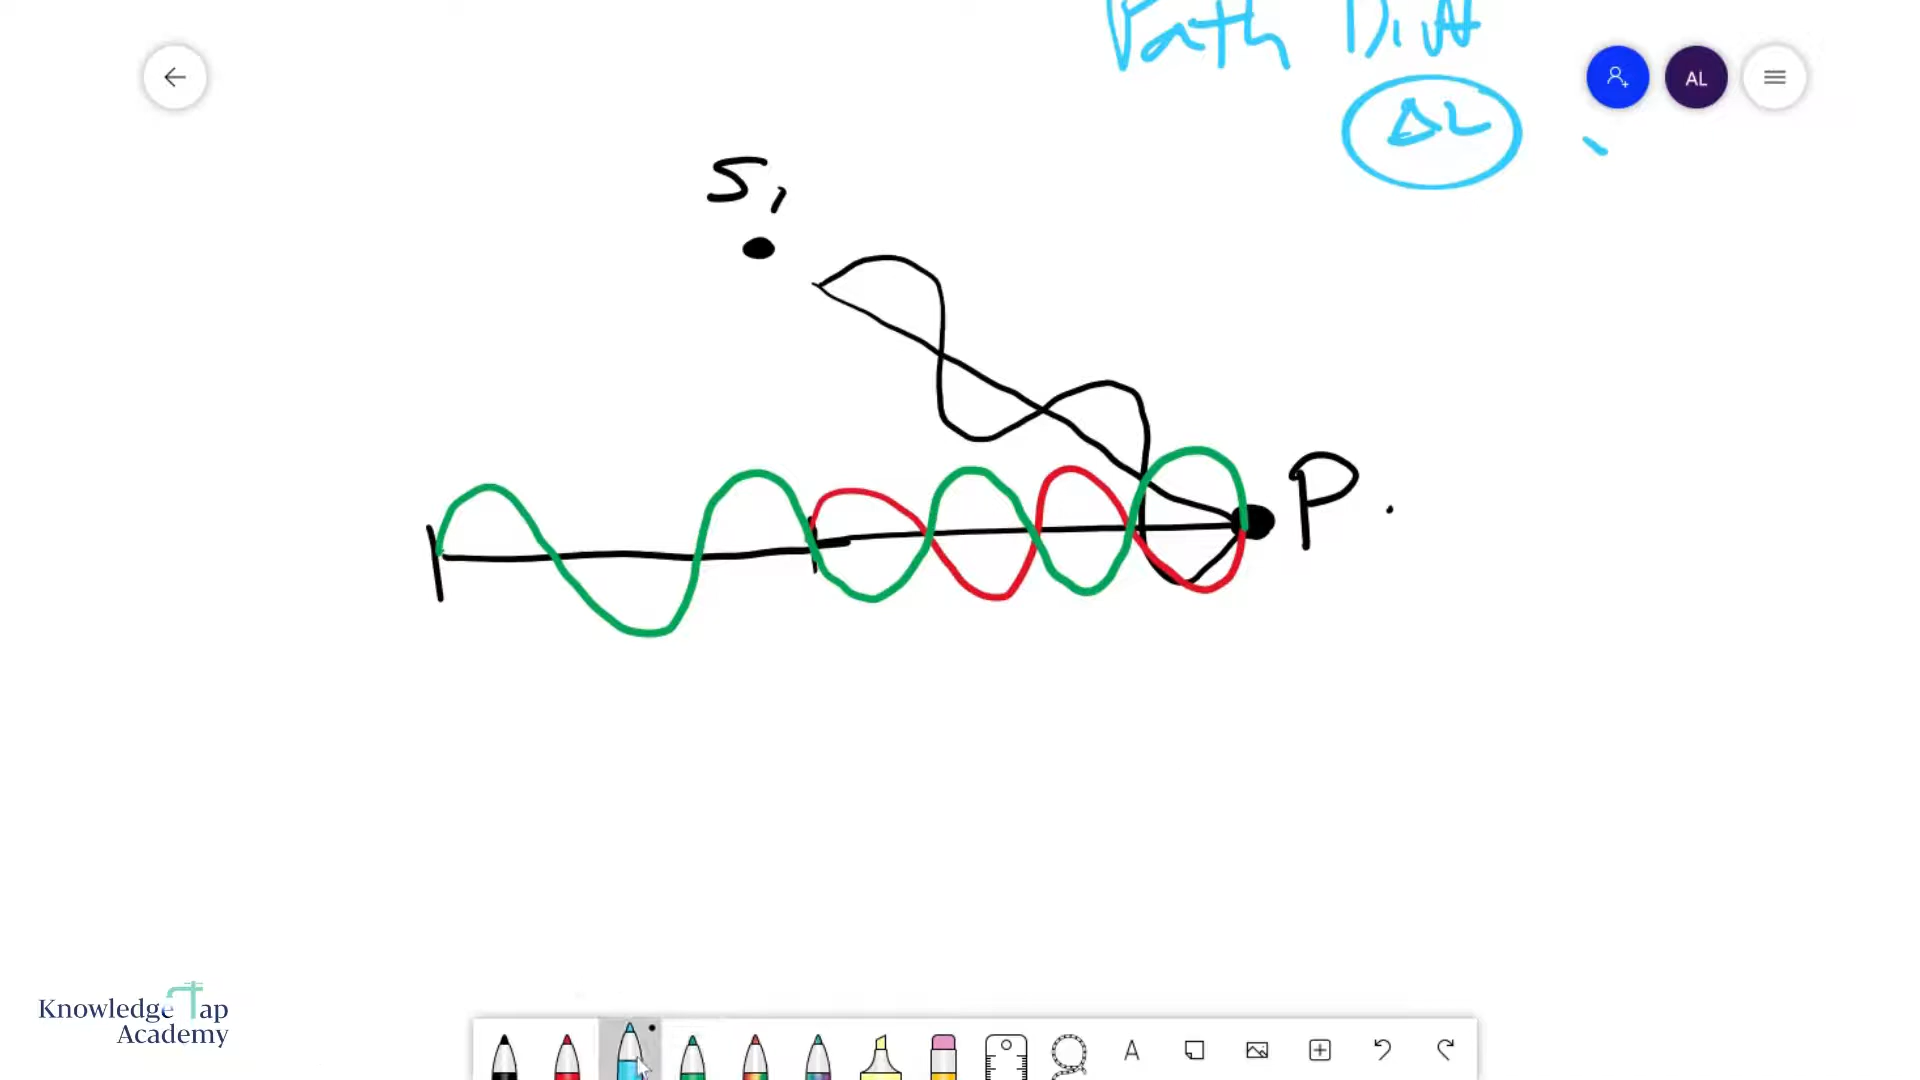 Path Diff
ΔL
AL
S₁
P.
Knowledge Tap
Academy
A